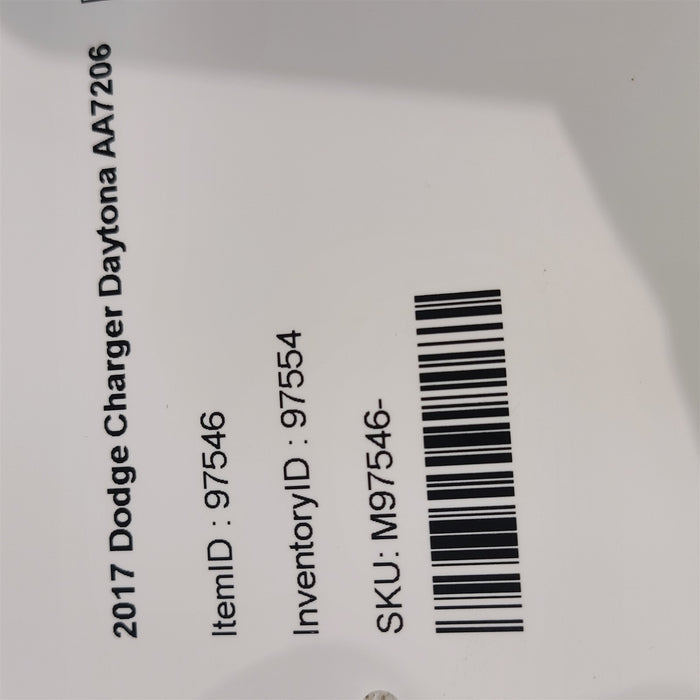 2017 Dodge Charger Daytona AA7206
ItemID : 97546
InventoryID : 97554
SKU: M97546-